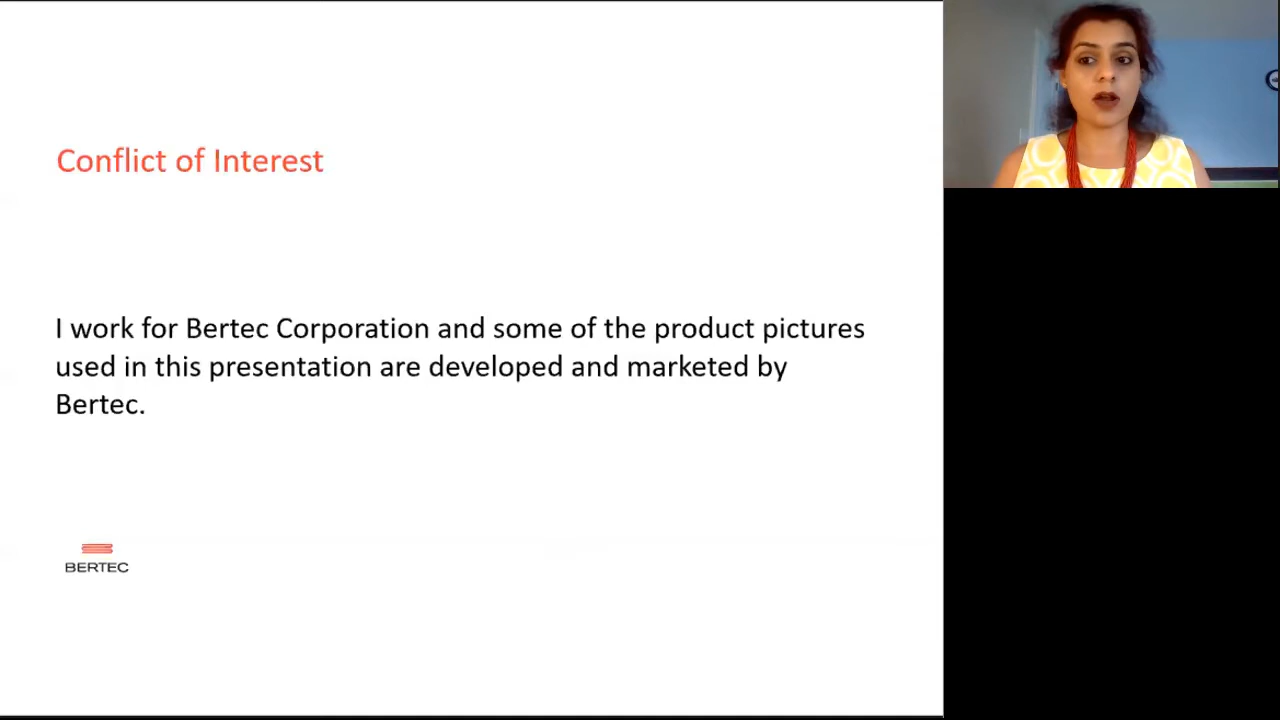 Conflict of Interest
I work for Bertec Corporation and some of the product pictures
used in this presentation are developed and marketed by
Bertec.
BERTEC